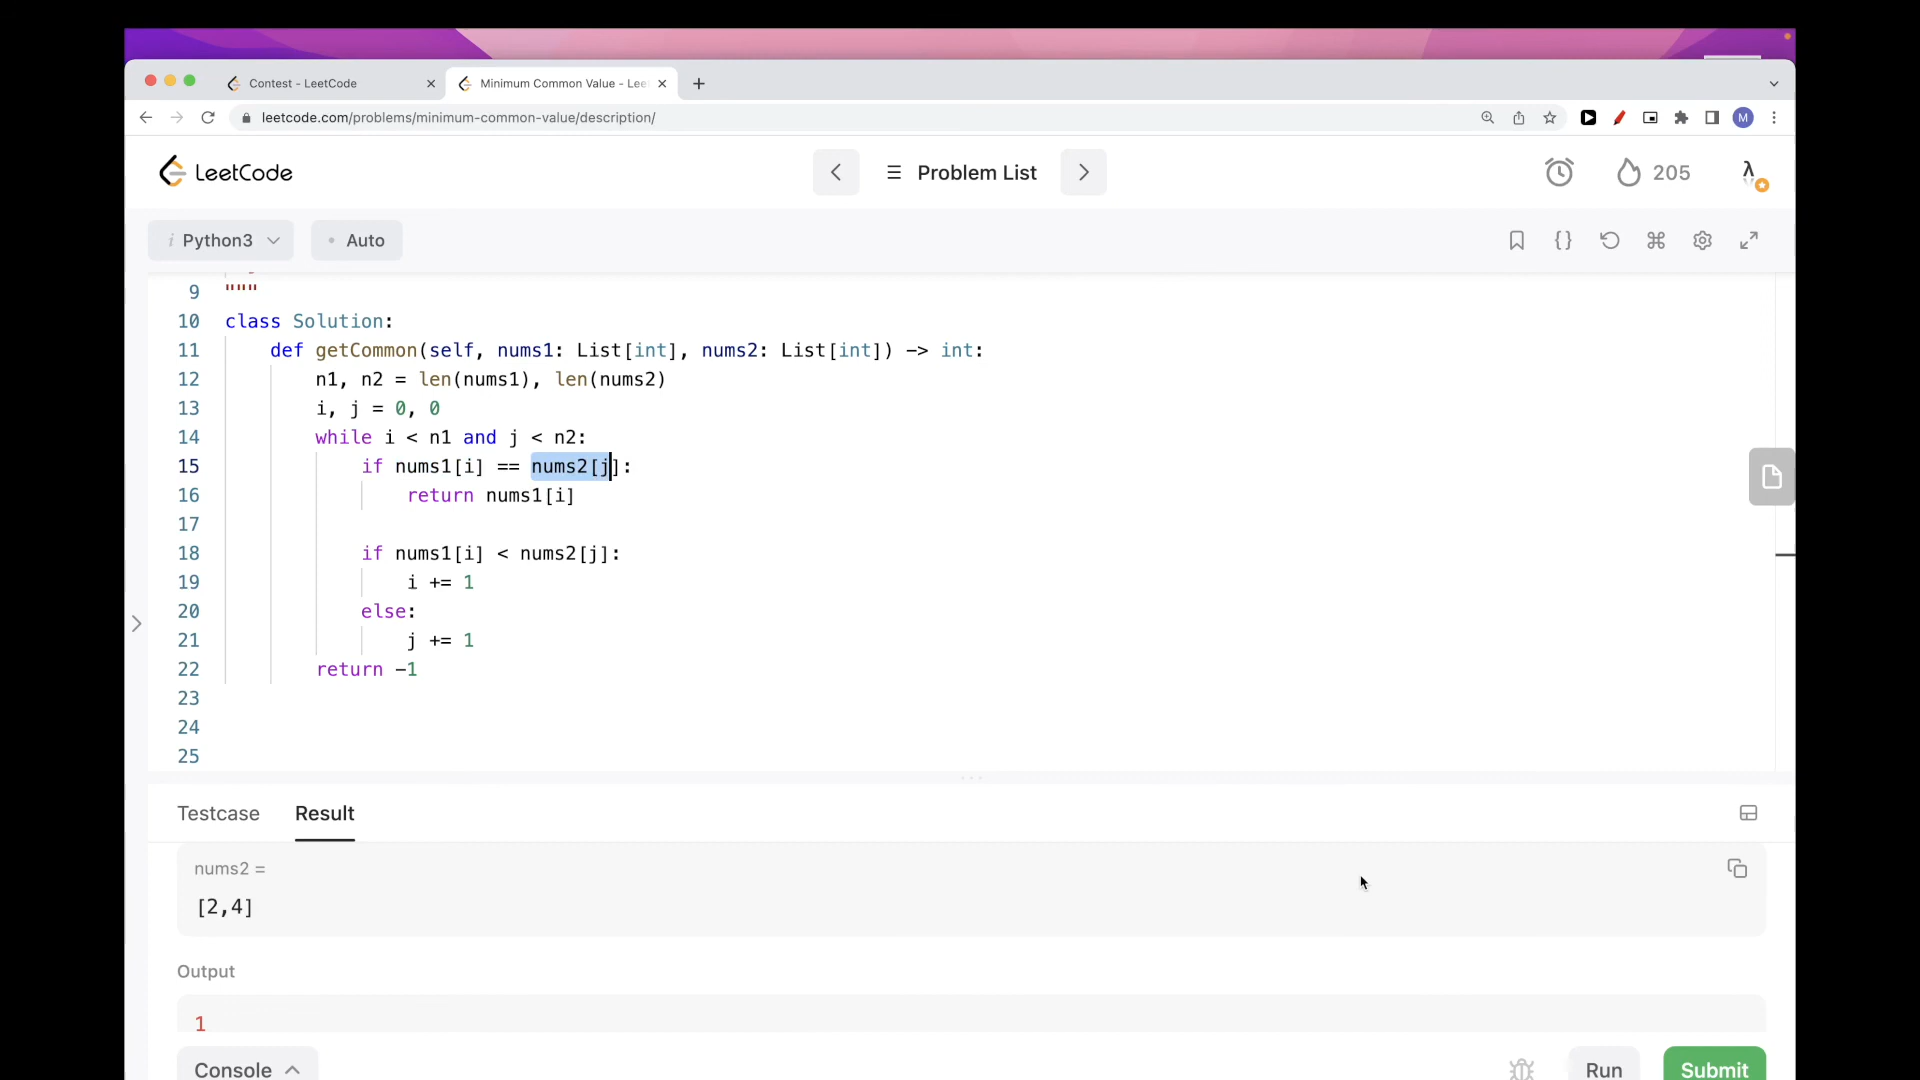 Contest - LeetCode
Minimum Common Value - Lee
leetcode.com/problems/minimum-common-value/description/
M
LeetCode
Problem List
205
i Python3
Auto
9 """
10 class Solution:
11 def getCommon(self, nums1: List[int], nums2: List[int]) -> int:
12 n1, n2 = len(nums1), len(nums2)
13 i, j = 0, 0
14 while i < n1 and j < n2:
15 if nums1[i] == nums2[j]:
16 return nums1[i]
17
18 if nums1[i] < nums2[j]:
19 i += 1
20 else:
21 j += 1
22 return -1
23
24
25
Testcase Result
nums2 =
[2,4]
Output
1
Console
Run
Submit